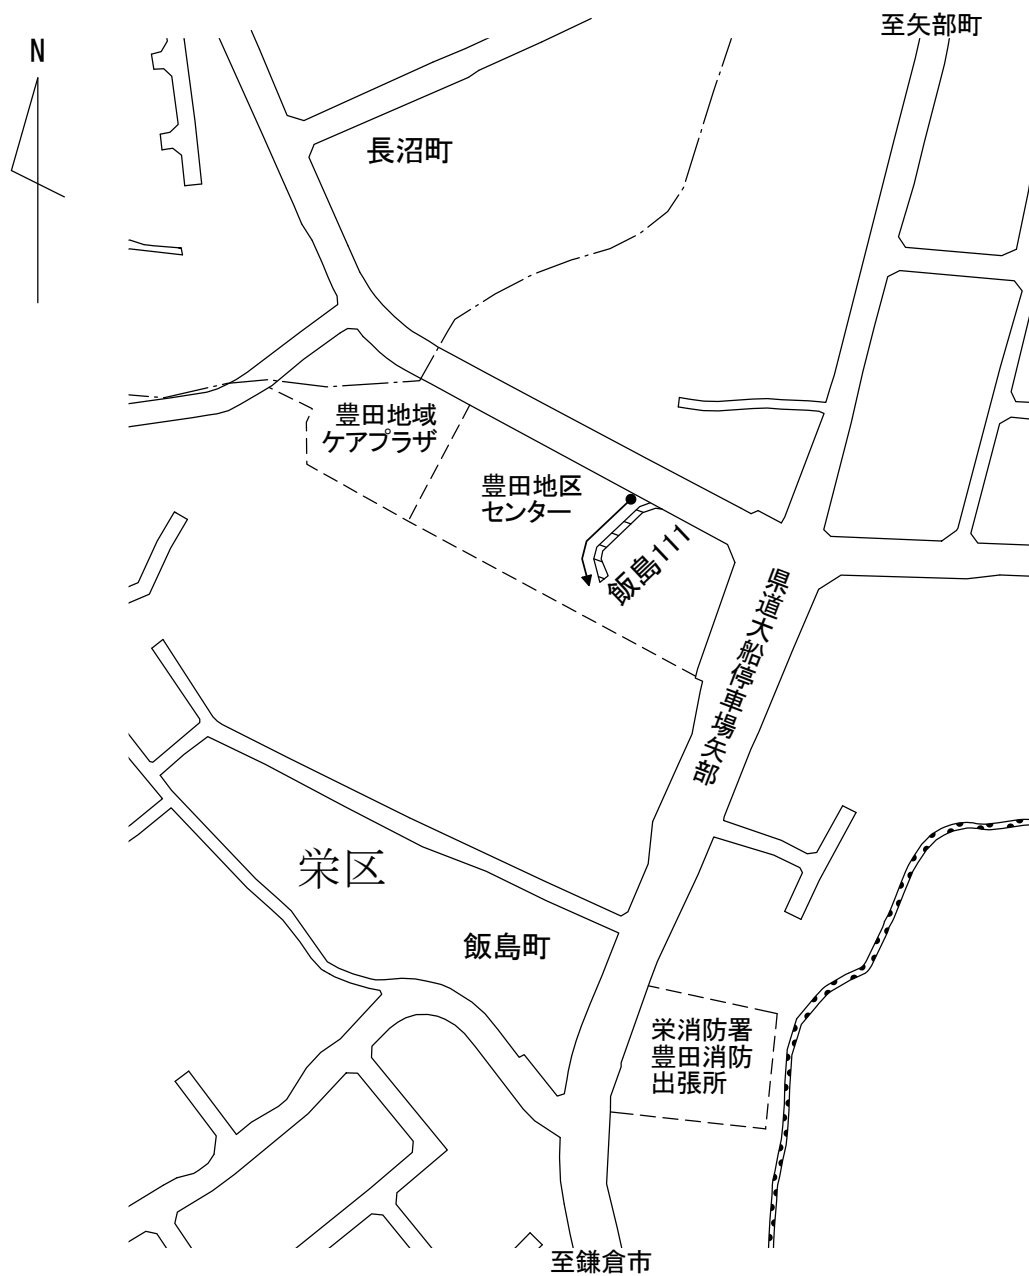 至矢部町
N
長沼町
豊田地域
ケアプラザ
豊田地区
センター
飯島111
県道大船停車場矢部
栄区
飯島町
栄消防署
豊田消防
出張所
至鎌倉市